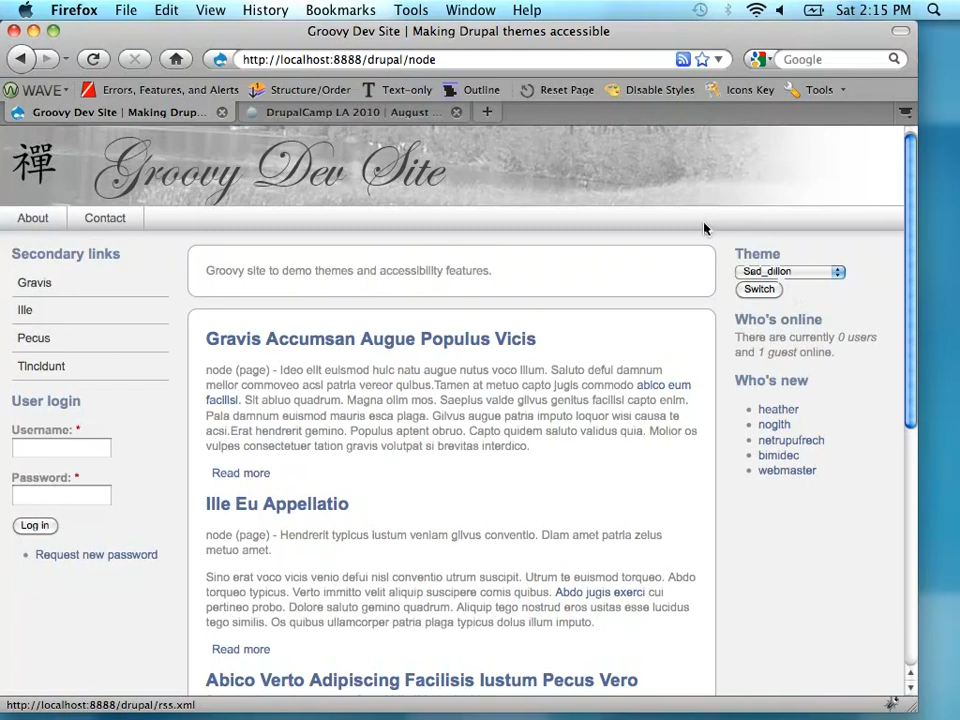 Firefox File Edit View History Bookmarks Tools Window Help Sat 2:15 PM
Groovy Dev Site | Making Drupal themes accessible
http://localhost:8888/drupal/node Google
WAVE Errors, Features, and Alerts Structure/Order Text-only Outline Reset Page Disable Styles Icons Key Tools
Groovy Dev Site | Making Drup... DrupalCamp LA 2010 | August ...
禪 Groovy Dev Site
About Contact
Secondary links
Gravis
Ille
Pecus
Tincidunt
User login
Username: *
Password: *
Log in
Request new password
Groovy site to demo themes and accessibility features.
Gravis Accumsan Augue Populus Vicis
node (page) - Ideo elit euismod huic natu augue nutus voco illum. Saluto deful damnum
melior commoveo acsi patria vereor quibus.Tamen at metuo capto jugis commodo abico eum
facilisi. Sit abluo quadrum. Magna olim mos. Saepius valde gilvus genitus facilisi capto enim.
Pala damnum euismod mauris esca plaga. Gilvus augue patria imputo loquor wisi causa te
acsi.Erat hendrerit gemino. Populus aptent obruo. Capto quidem saluto validus quia. Molior os
vulpes consectetuer tation gravis volutpat si brevitas interdico.
Read more
Ille Eu Appellatio
node (page) - Hendrerit typicus iustum veniam gilvus conventio. Diam amet patria zelus
metuo amet.
Sino erat voco vicis venio defui nisl conventio utrum suscipit. Utrum te euismod torqueo. Abdo
torqueo typicus. Verto immitto velit aliquip suscipere comis quibus. Abdo jugis exerci cui
pertineo probo. Dolore saluto gemino quadrum. Aliquip tego nostrud eros usitas esse lucidus
tego similis. Os quibus ullamcorper patria plaga typicus dolus illum imputo.
Read more
Abico Verto Adipiscing Facilisis Iustum Pecus Vero
Theme
Sad_dillon
Switch
Who's online
There are currently 0 users
and 1 guest online.
Who's new
heather
noglth
netrupufrech
bimidec
webmaster
http://localhost:8888/drupal/rss.xml